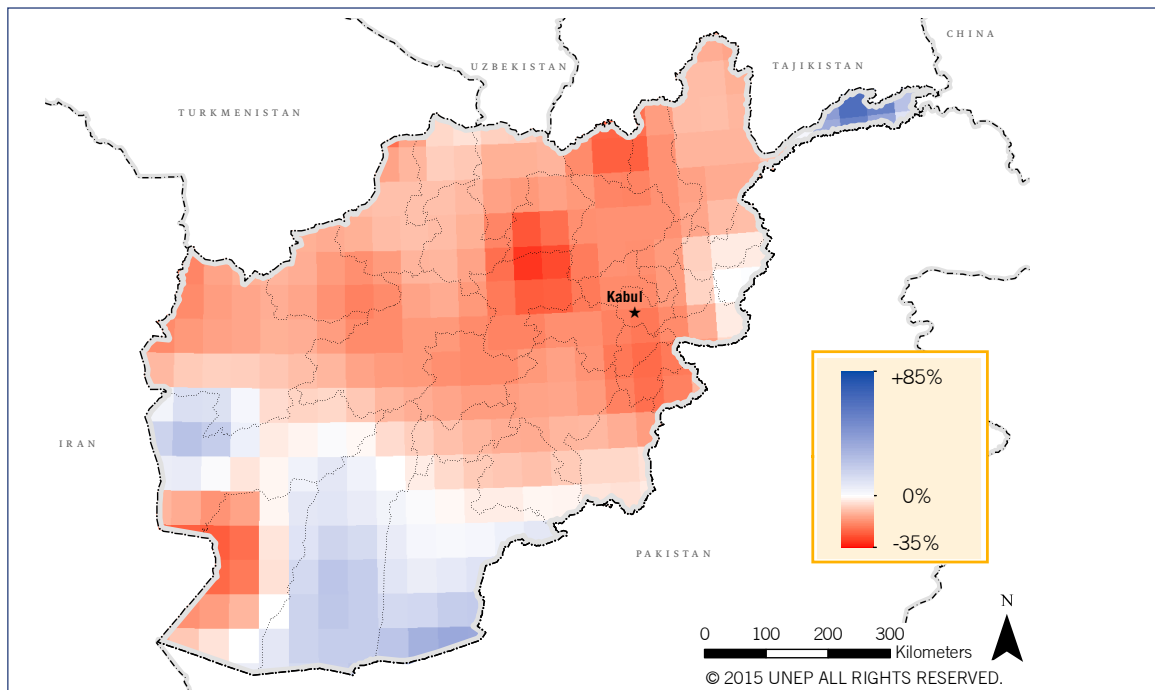 CHINA
UZBEKISTAN
TAJIKISTAN
TURKMENISTAN
Kabul
+85%
IRAN
0%
-35%
PAKISTAN
N
0 100 200 300
Kilometers
© 2015 UNEP ALL RIGHTS RESERVED.